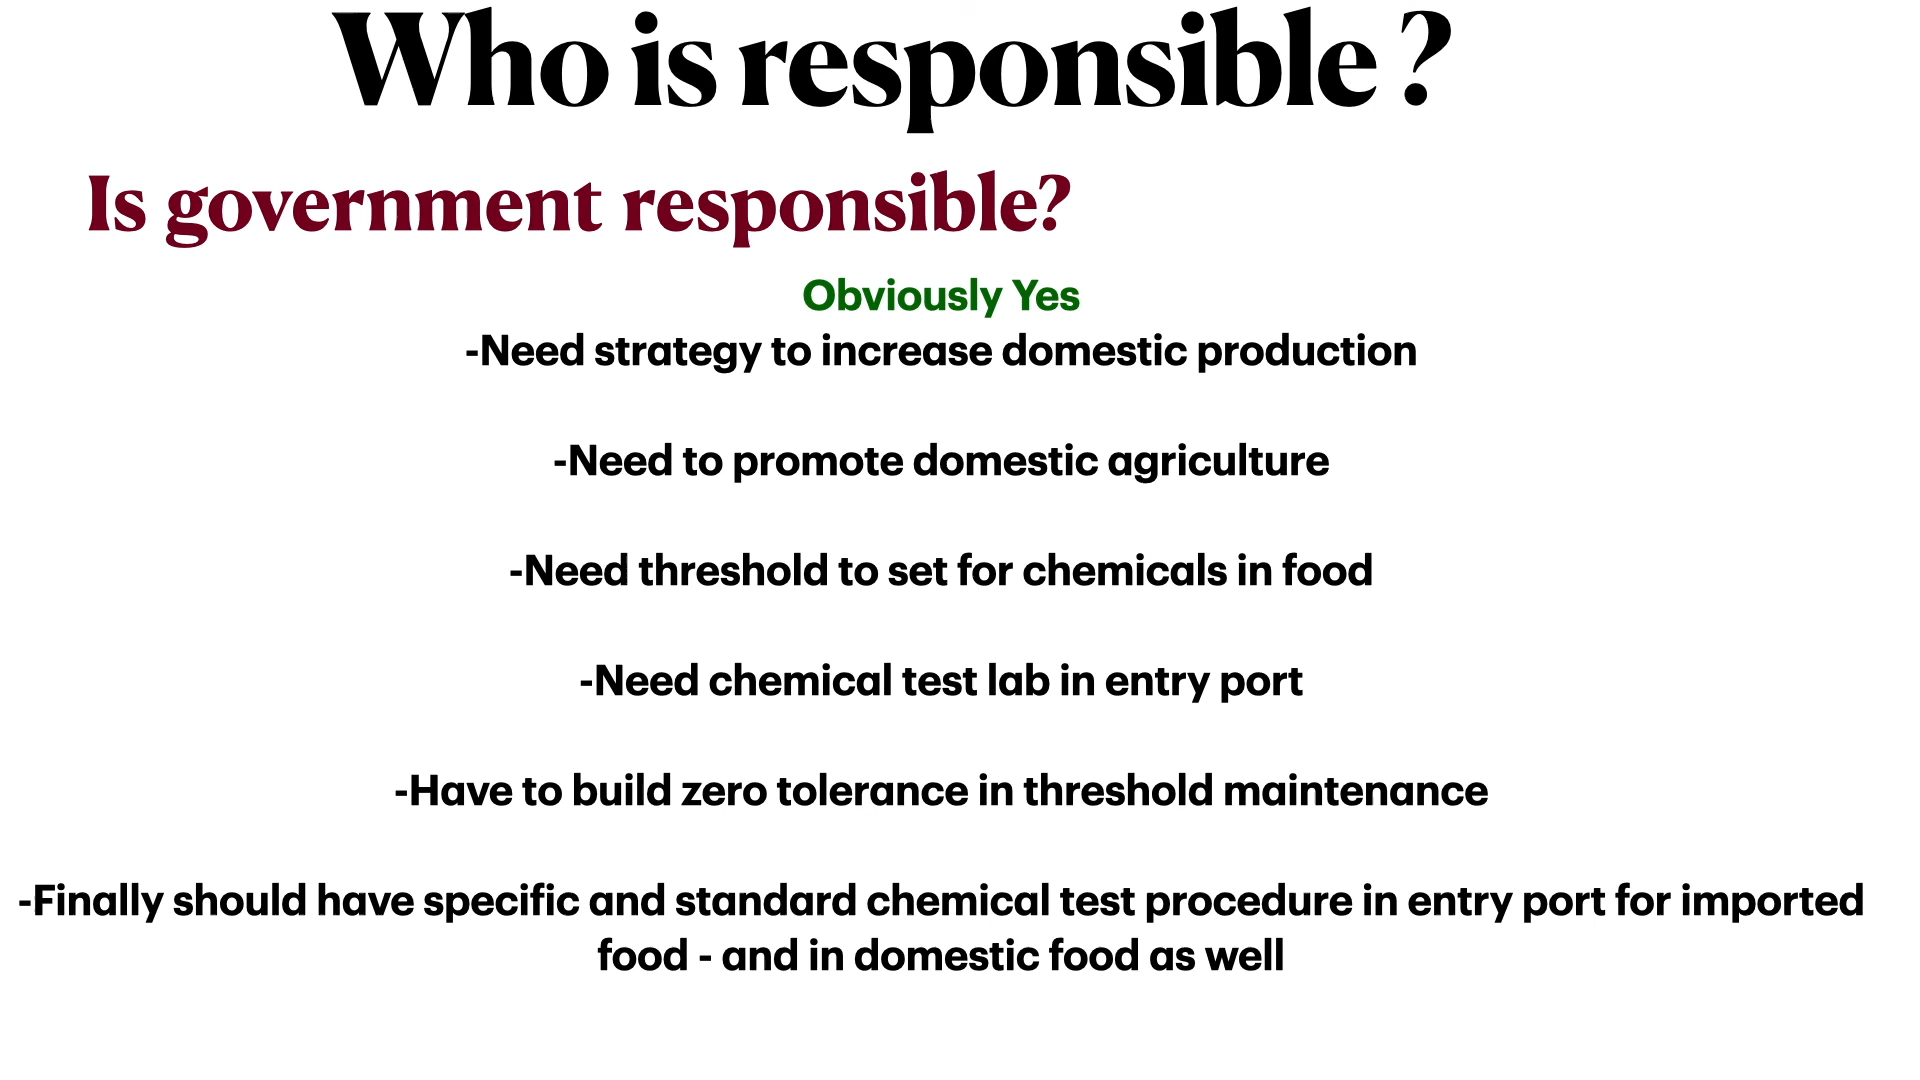 Who is responsible ?
Is government responsible?
Obviously Yes
-Need strategy to increase domestic production
-Need to promote domestic agriculture
-Need threshold to set for chemicals in food
-Need chemical test lab in entry port
-Have to build zero tolerance in threshold maintenance
-Finally should have specific and standard chemical test procedure in entry port for imported
food - and in domestic food as well